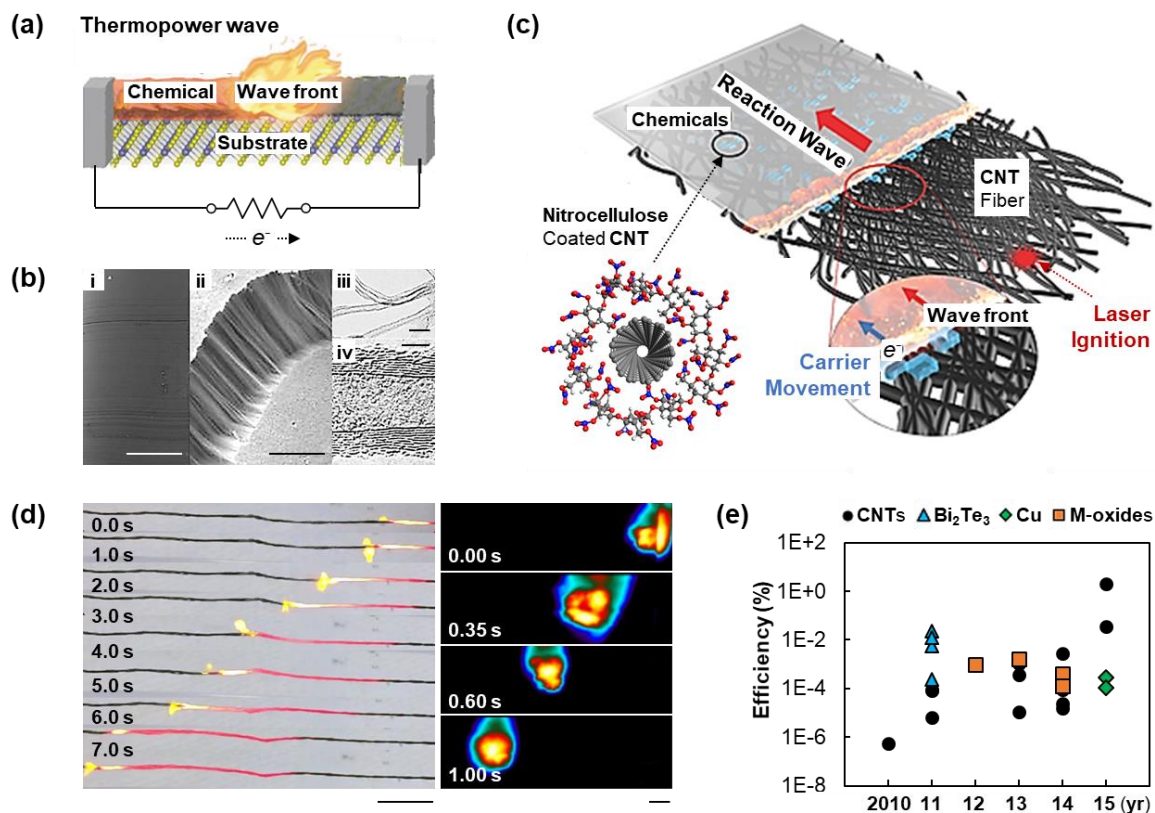 (a)
Thermopower wave
Chemical
Wave front
Substrate
e⁻
(b)
i
ii
iii
iv
(c)
Reaction Wave
Chemicals
CNT
Fiber
Nitrocellulose
Coated CNT
Wave front
e⁻
Carrier
Movement
Laser
Ignition
(d)
0.0 s
1.0 s
2.0 s
3.0 s
4.0 s
5.0 s
6.0 s
7.0 s
0.00 s
0.35 s
0.60 s
1.00 s
(e)
CNTs Bi₂Te₃ Cu M-oxides
Efficiency (%)
1E+2
1E+0
1E-2
1E-4
1E-6
1E-8
2010 11 12 13 14 15 (yr)